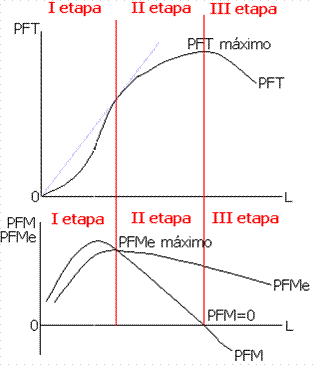 I etapa II etapa III etapa
PFT
PFT máximo
PFT
0 L
PFM
PFMe
I etapa II etapa III etapa
PFMe máximo
PFMe
PFM=0
0 L
PFM